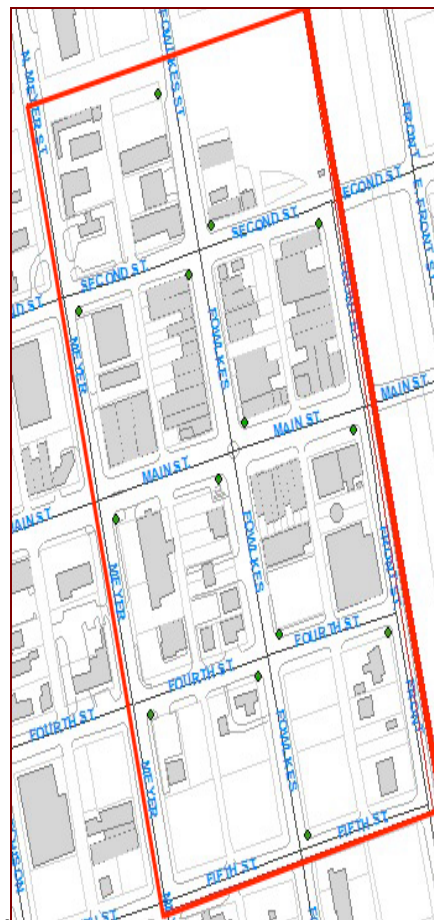 N. MEYER ST.
FOWLKES ST.
FRONT
E. FRONT ST.
SECOND ST.
SECOND ST.
SECOND ST.
ND ST.
MEYER
FOWLKES
MAIN ST.
MAIN ST.
MAIN ST.
MAIN ST.
MEYER
FOWLKES
FRONT ST.
FOURTH ST.
FOURTH ST.
FOURTH ST.
FRONT
MEYER
FOWLKES
FIFTH ST.
FIFTH ST.
FTH ST.